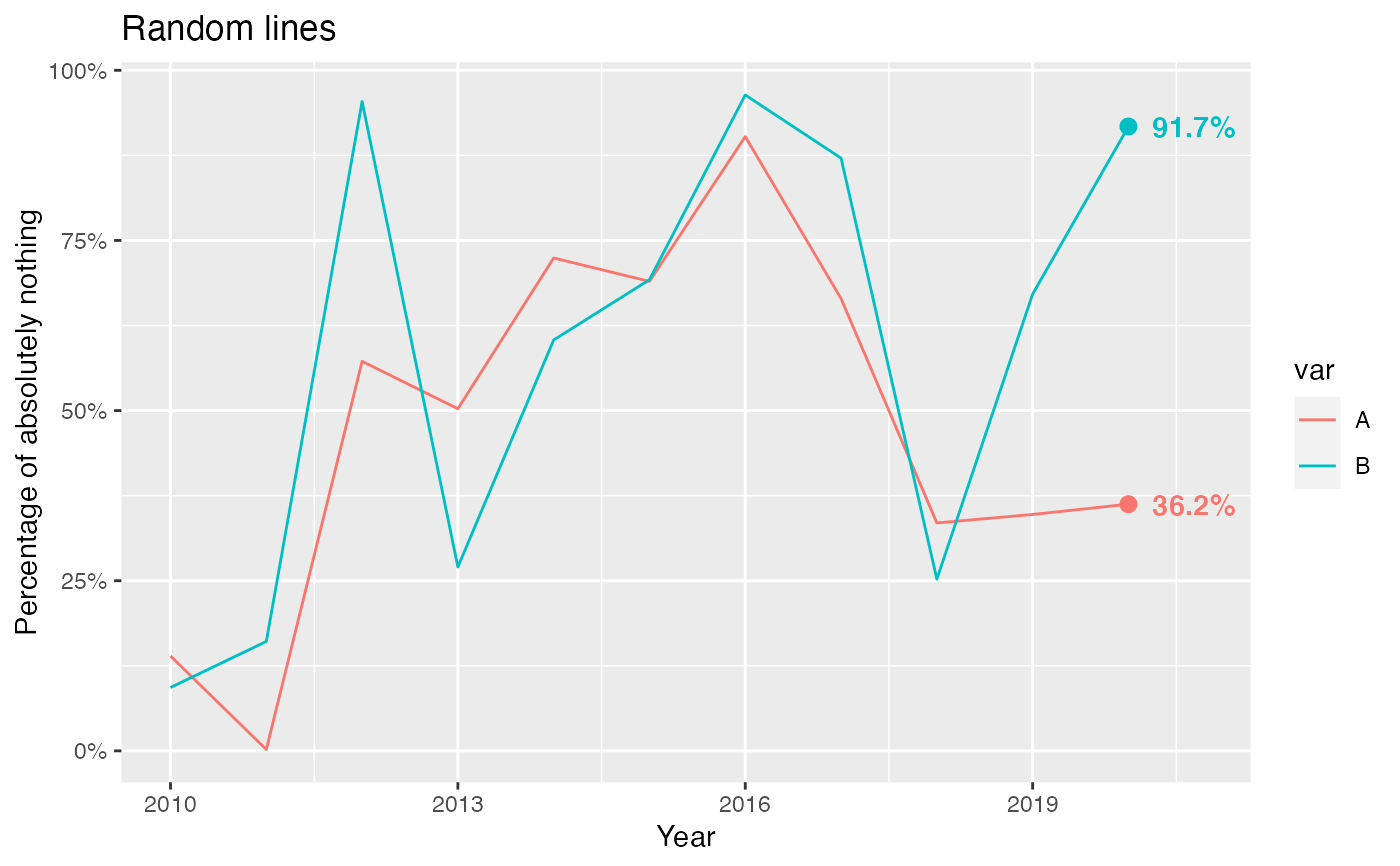 Random lines
100%
75%
50%
25%
0%
Percentage of absolutely nothing
91.7%
36.2%
2010
2013
2016
2019
Year
var
A
B